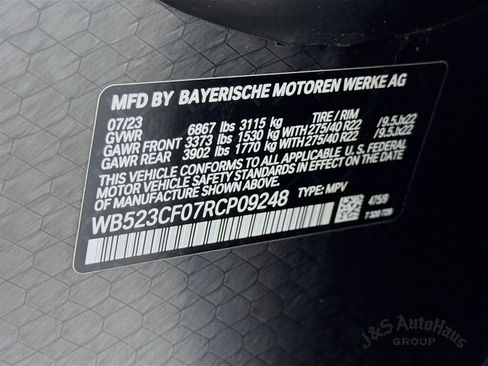 MFD BY BAYERISCHE MOTOREN WERKE AG
07/23 TIRE / RIM
GVWR 6867 lbs 3115 kg
GAWR FRONT 3373 lbs 1530 kg WITH 275/40 R22 / 9.5Jx22
GAWR REAR 3902 lbs 1770 kg WITH 275/40 R22 / 9.5Jx22
THIS VEHICLE CONFORMS TO ALL APPLICABLE U.S. FEDERAL
MOTOR VEHICLE SAFETY STANDARDS IN EFFECT ON THE
DATE OF MANUFACTURE SHOWN ABOVE.
WB523CF07RCP09248 TYPE: MPV
475/9
J&S AutoHaus
GROUP